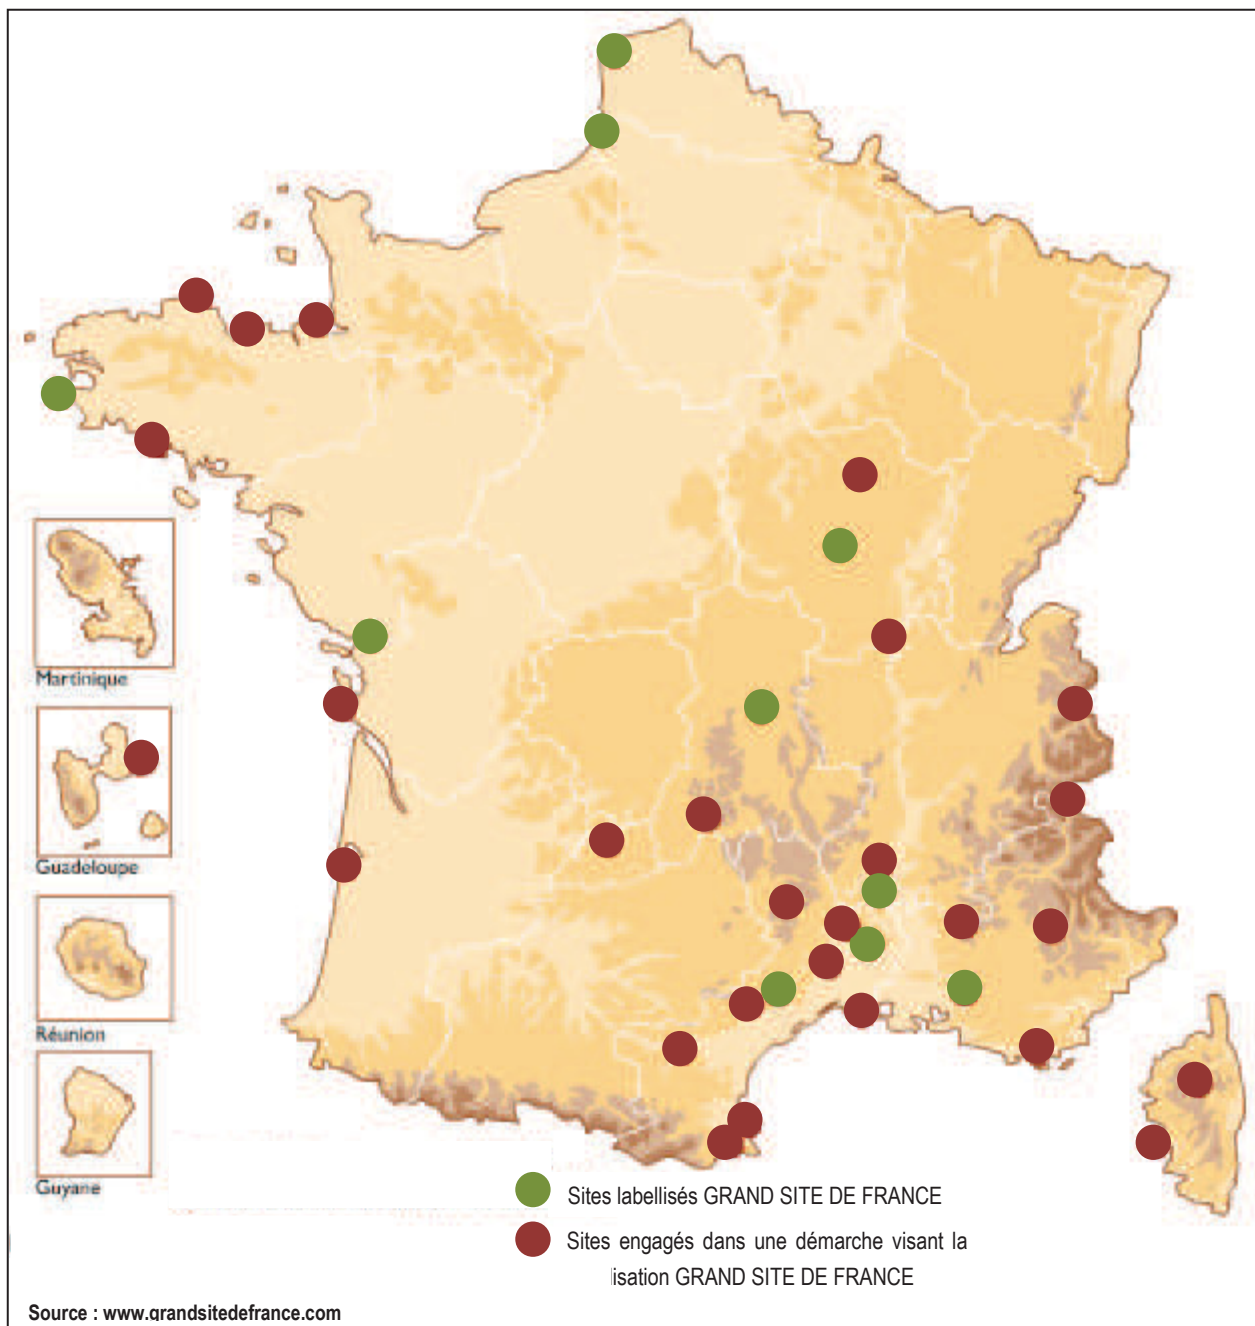 Martinique
Guadeloupe
Réunion
Guyane
Sites labellisés GRAND SITE DE FRANCE
Sites engagés dans une démarche visant la
lisation GRAND SITE DE FRANCE
Source : www.grandsitedefrance.com